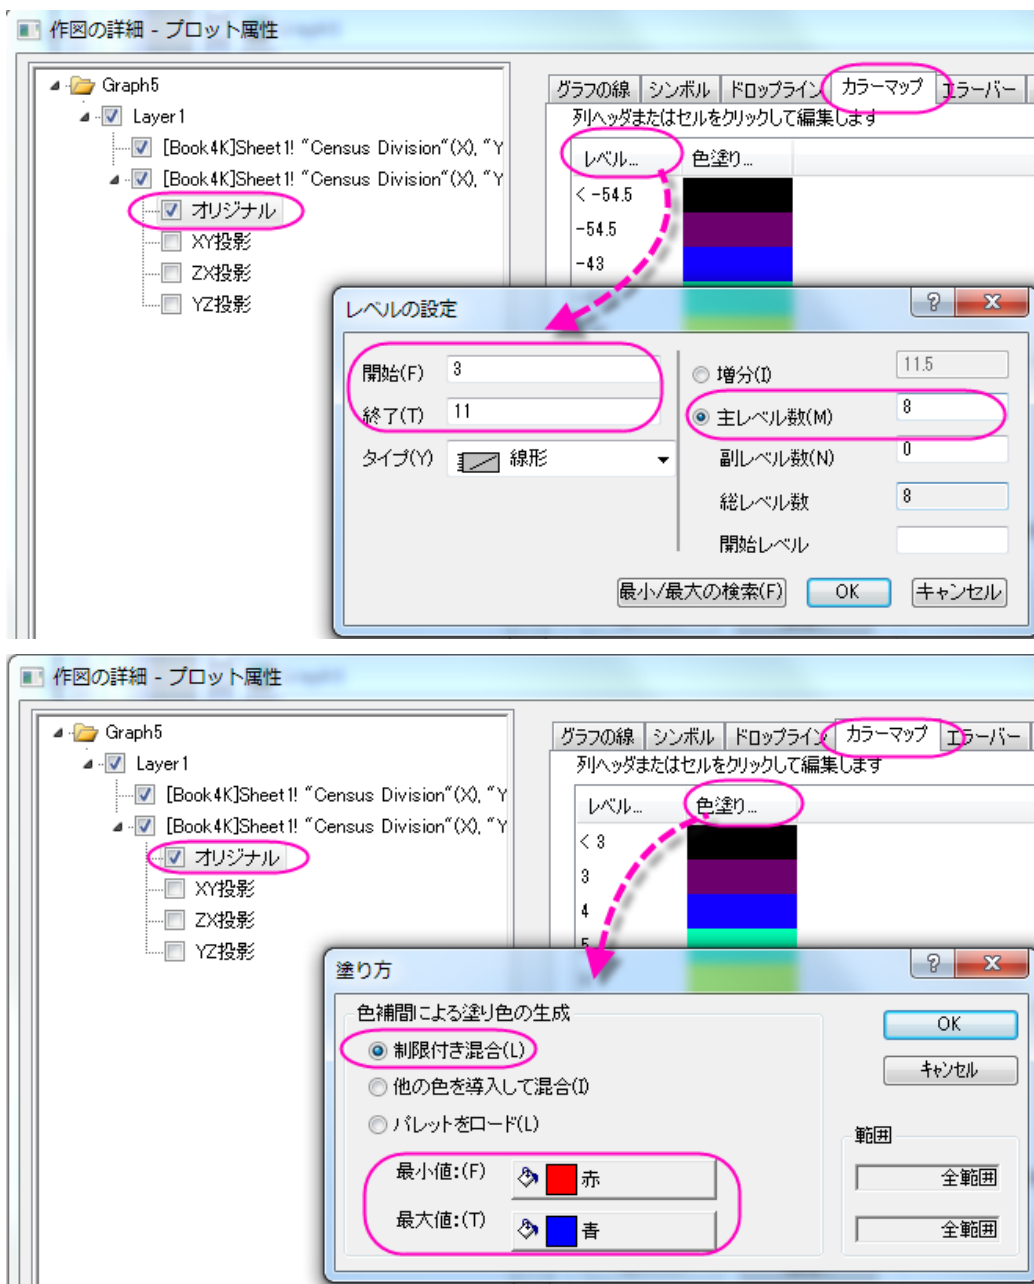 作図の詳細 - プロット属性
Graph5
グラフの線 シンボル ドロップライン カラーマップ エラーバー
Layer1
列ヘッダまたはセルをクリックして編集します
[Book4K]Sheet1! "Census Division"(X), "Y
[Book4K]Sheet1! "Census Division"(X), "Y
レベル... 色塗り...
< -54.5
オリジナル
-54.5
XY投影
-43
ZX投影
YZ投影
レベルの設定
開始(F) 3
増分(I) 11.5
終了(T) 11
主レベル数(M) 8
タイプ(Y) 線形
副レベル数(N) 0
総レベル数 8
開始レベル
最小/最大の検索(F) OK キャンセル
作図の詳細 - プロット属性
Graph5
グラフの線 シンボル ドロップライン カラーマップ エラーバー
Layer1
列ヘッダまたはセルをクリックして編集します
[Book4K]Sheet1! "Census Division"(X), "Y
[Book4K]Sheet1! "Census Division"(X), "Y
レベル... 色塗り...
< 3
オリジナル
3
XY投影
4
ZX投影
5
YZ投影
塗り方
色補間による塗り色の生成
OK
制限付き混合(L)
キャンセル
他の色を導入して混合(I)
パレットをロード(L)
範囲
最小値:(F) 赤
全範囲
最大値:(T) 青
全範囲